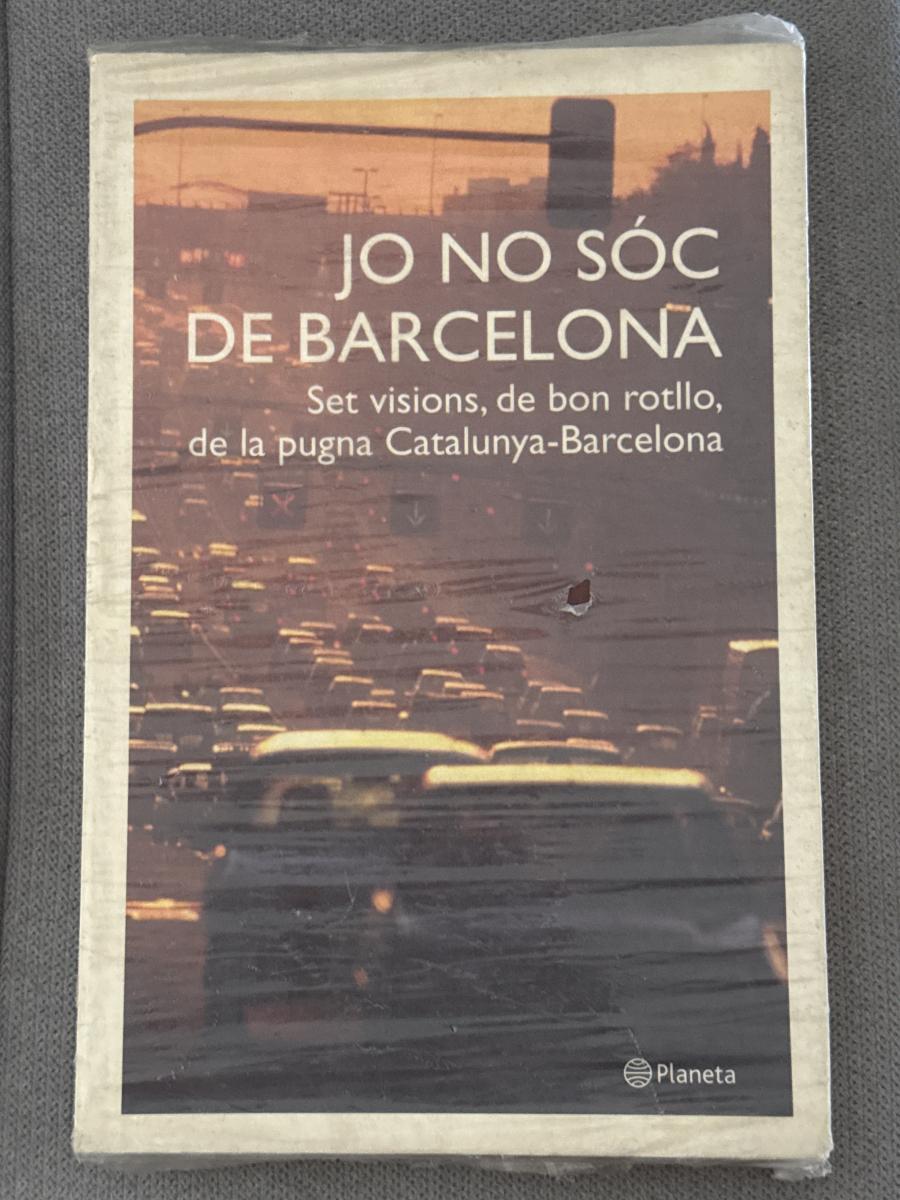 JO NO SÓC
DE BARCELONA
Set visions, de bon rotllo,
de la pugna Catalunya-Barcelona
Planeta